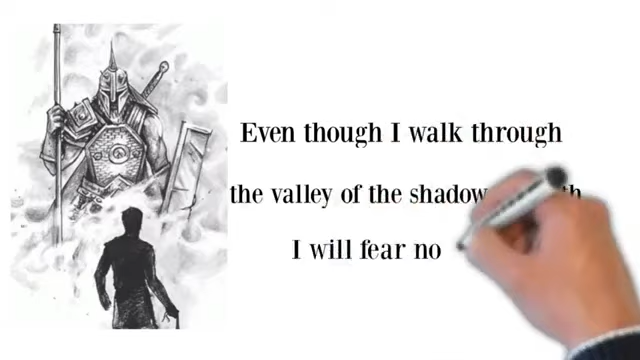 Even though I walk through
the valley of the shadow
I will fear no